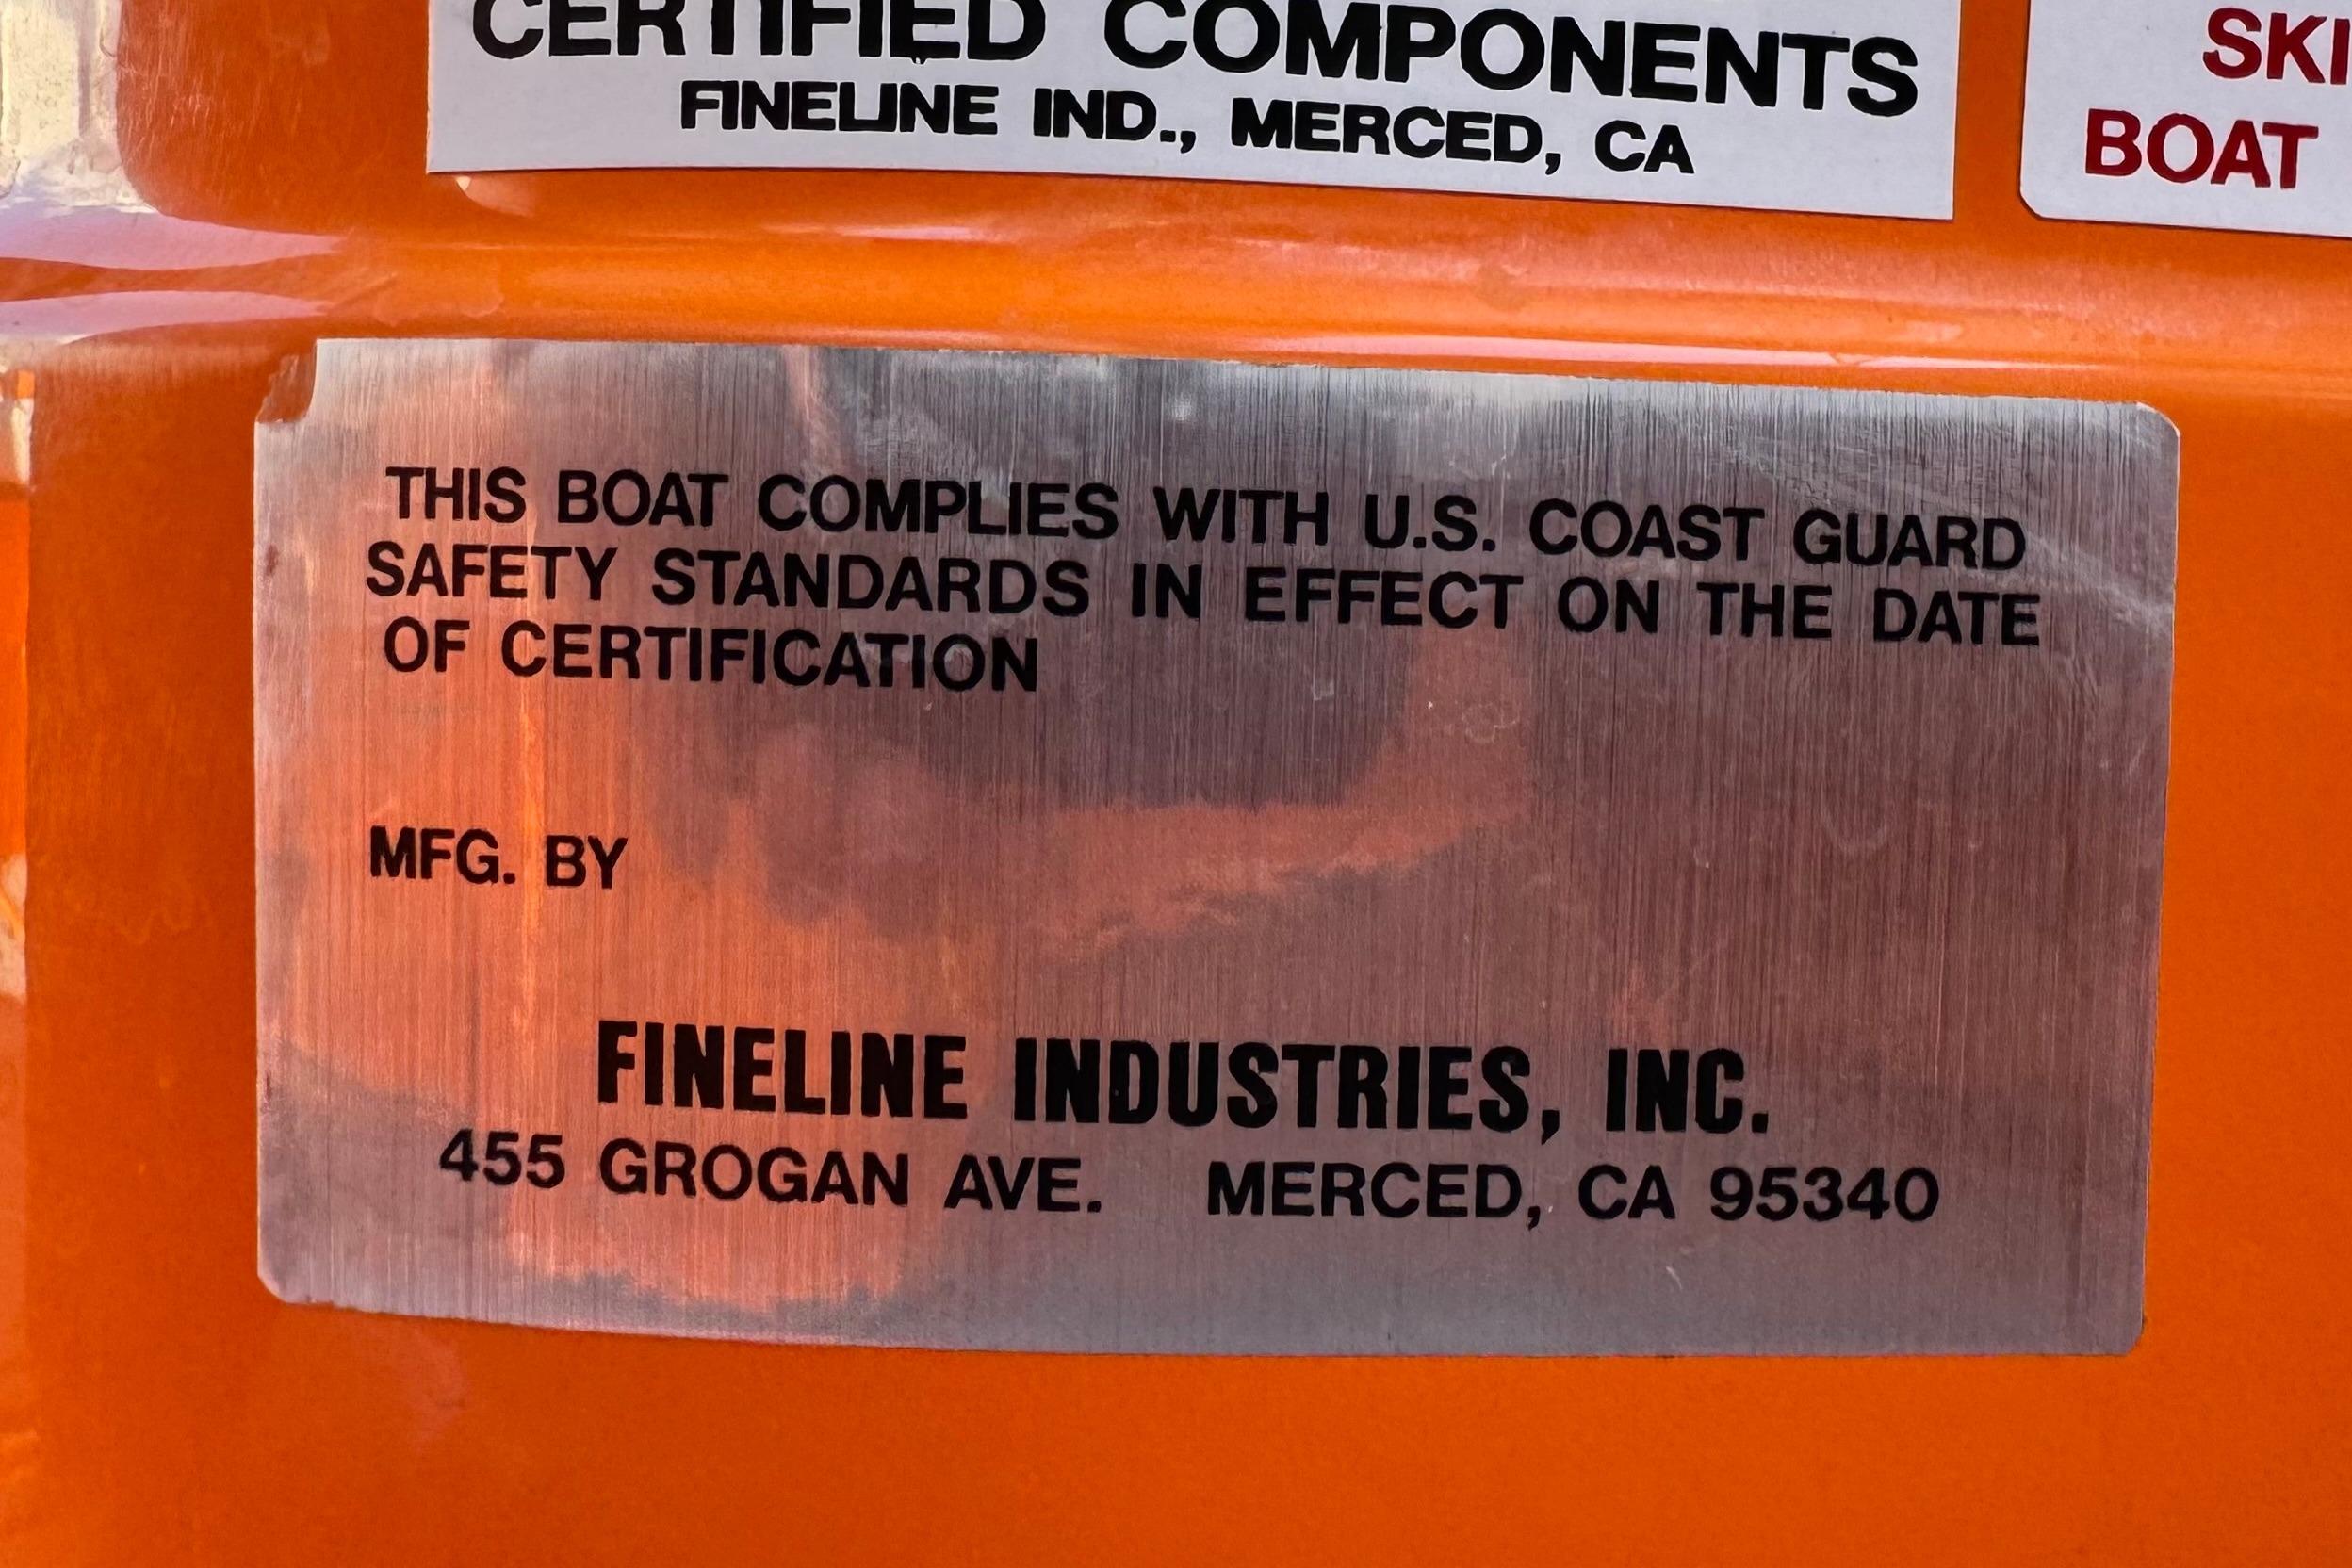 CERTIFIED COMPONENTS
FINELINE IND., MERCED, CA
SKI
BOAT
THIS BOAT COMPLIES WITH U.S. COAST GUARD
SAFETY STANDARDS IN EFFECT ON THE DATE
OF CERTIFICATION
MFG. BY
FINELINE INDUSTRIES, INC.
455 GROGAN AVE. MERCED, CA 95340